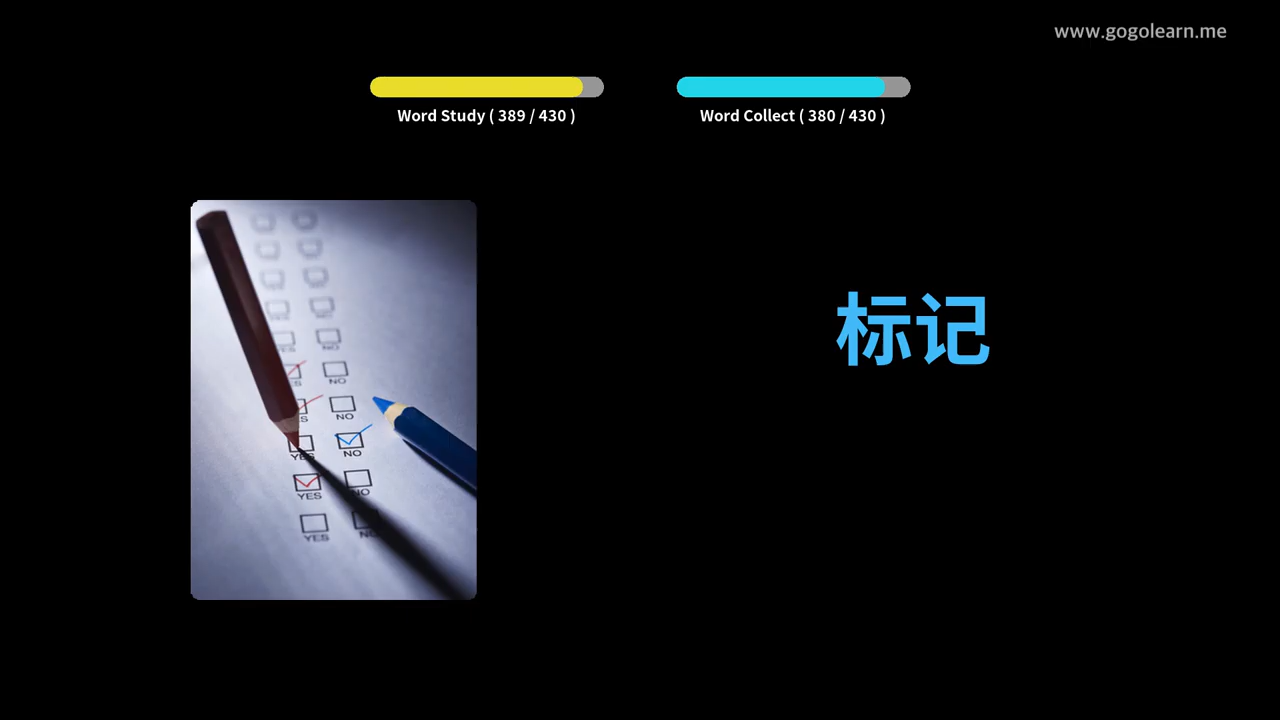 www.gogolearn.me
Word Study ( 389 / 430 )
Word Collect ( 380 / 430 )
标记
NO
NO
NO
YES
NO
YES
NO
YES
NO